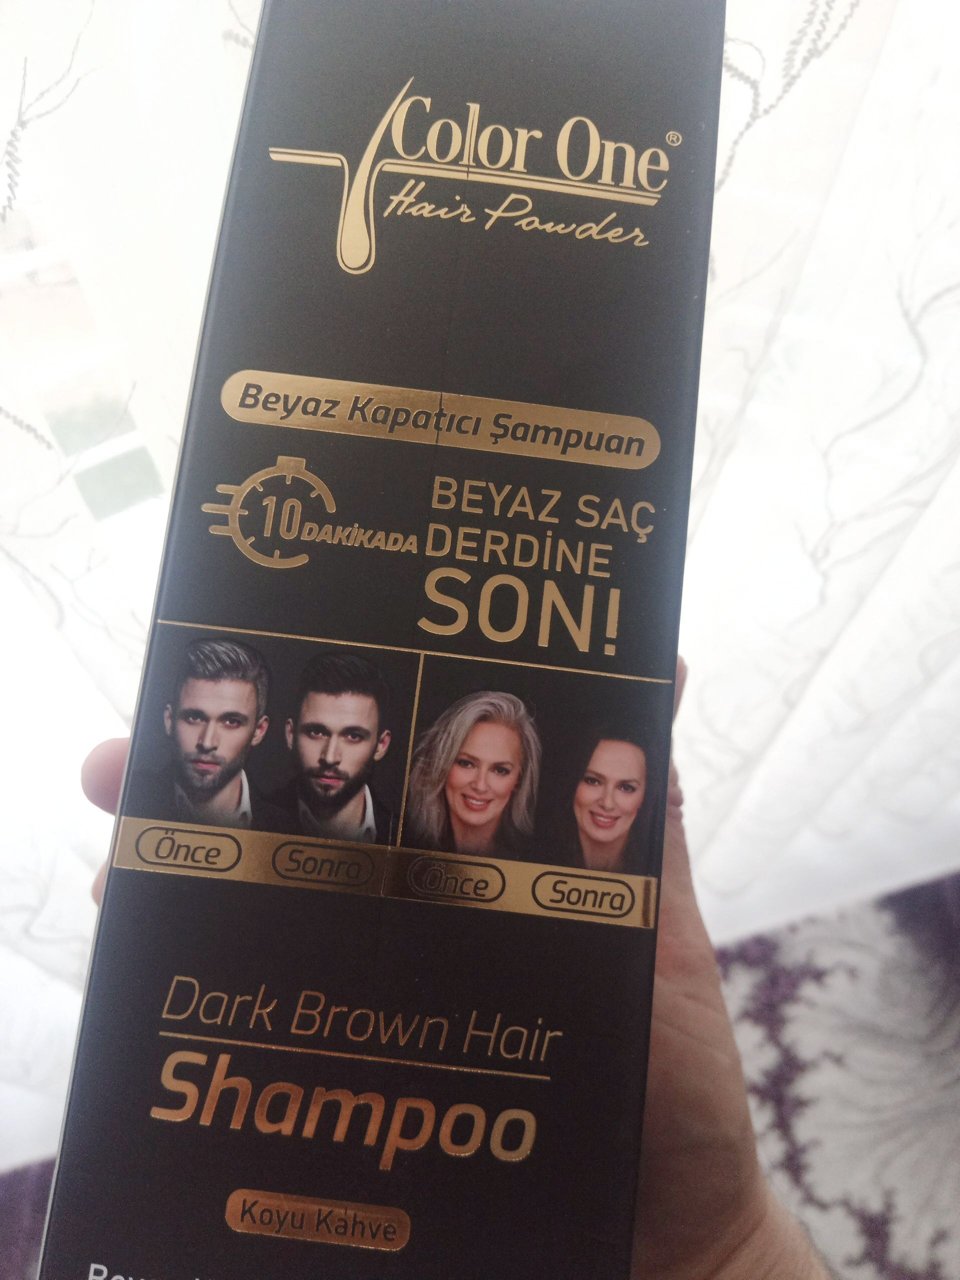 Color One®
Hair Powder
Beyaz Kapatıcı Şampuan
10 DAKİKADA
BEYAZ SAÇ
DERDİNE
SON!
Önce
Sonra
Önce
Sonra
Dark Brown Hair
Shampoo
Koyu Kahve